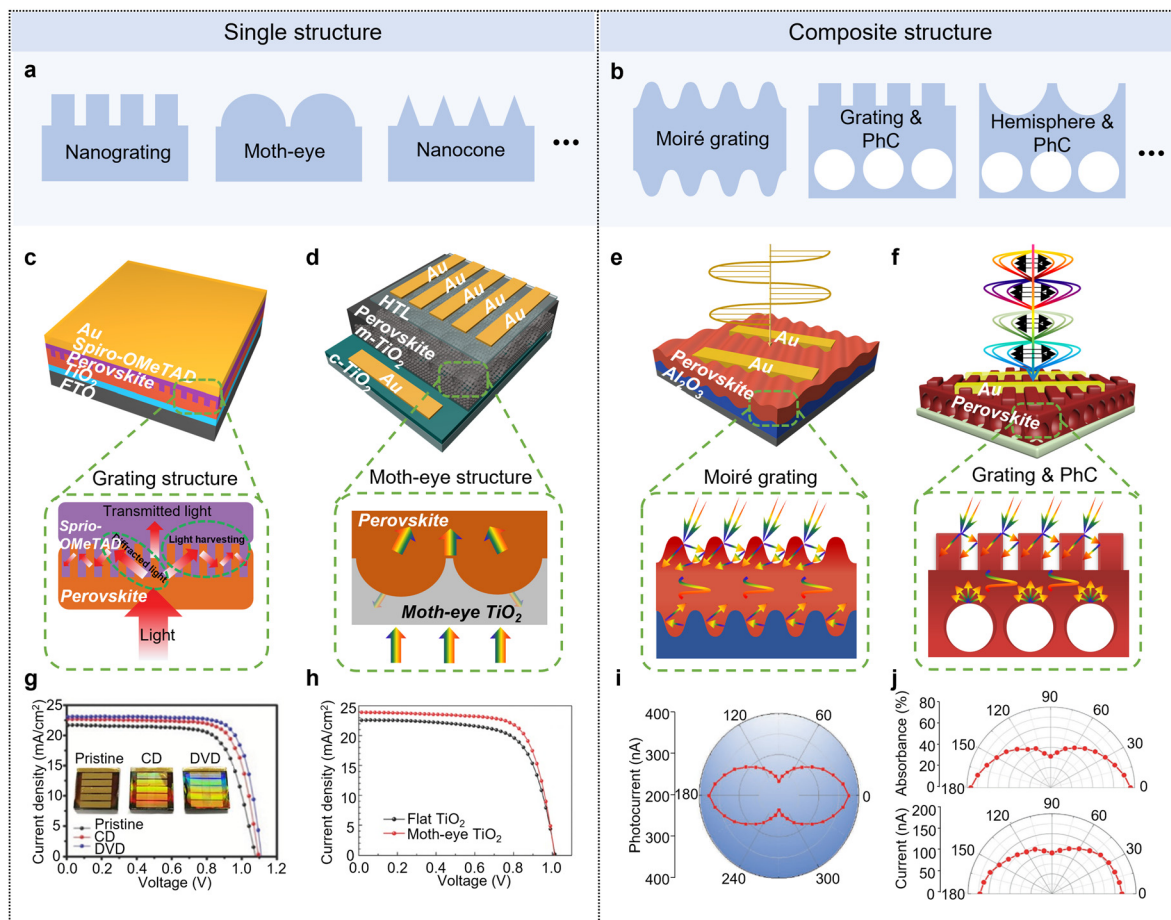 Single structure
Composite structure
a
Nanograting
Moth-eye
Nanocone
•••
b
Moiré grating
Grating &
PhC
Hemisphere &
PhC
•••
c
Au
Spiro-OMeTAD
Perovskite
TiO2
FTO
Grating structure
Transmitted light
Sprio-
OMeTAD
Diffracted light
Light harvesting
Perovskite
Light
d
Au
Au
Au
Au
Au
HTL
Perovskite
m-TiO2
c-TiO2
Au
Moth-eye structure
Perovskite
Moth-eye TiO2
e
Au
Au
Perovskite
Al2O3
Moiré grating
f
Au
Perovskite
Grating & PhC
g
Current density (mA/cm2)
25
20
15
10
5
0
Pristine
CD
DVD
Pristine
CD
DVD
0.0
0.2
0.4
0.6
0.8
1.0
1.2
Voltage (V)
h
Current density (mA/cm2)
25
20
15
10
5
0
Flat TiO2
Moth-eye TiO2
0.0
0.2
0.4
0.6
0.8
1.0
Voltage (V)
i
Photocurrent (nA)
400
300
200
300
400
120
60
180
0
240
300
j
Absorbance (%)
80
60
40
20
0
90
120
60
150
30
180
0
Current (nA)
200
150
100
50
0
90
120
60
150
30
180
0